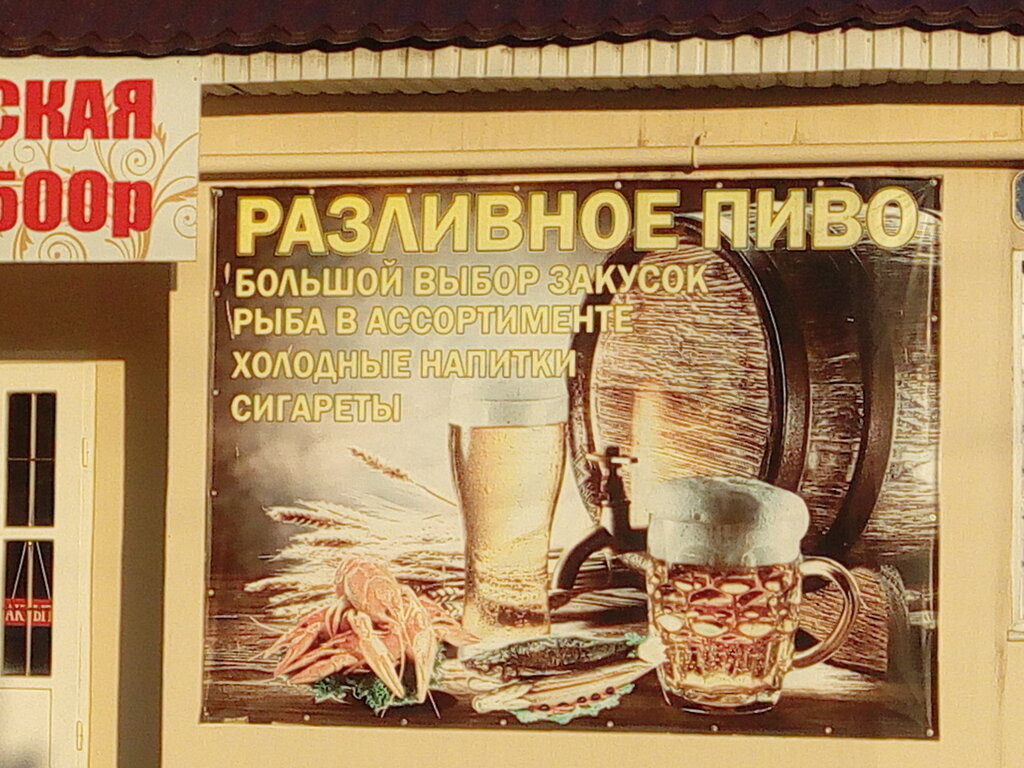 СКАЯ
500р
РАЗЛИВНОЕ ПИВО
БОЛЬШОЙ ВЫБОР ЗАКУСОК
РЫБА В АССОРТИМЕНТЕ
ХОЛОДНЫЕ НАПИТКИ
СИГАРЕТЫ